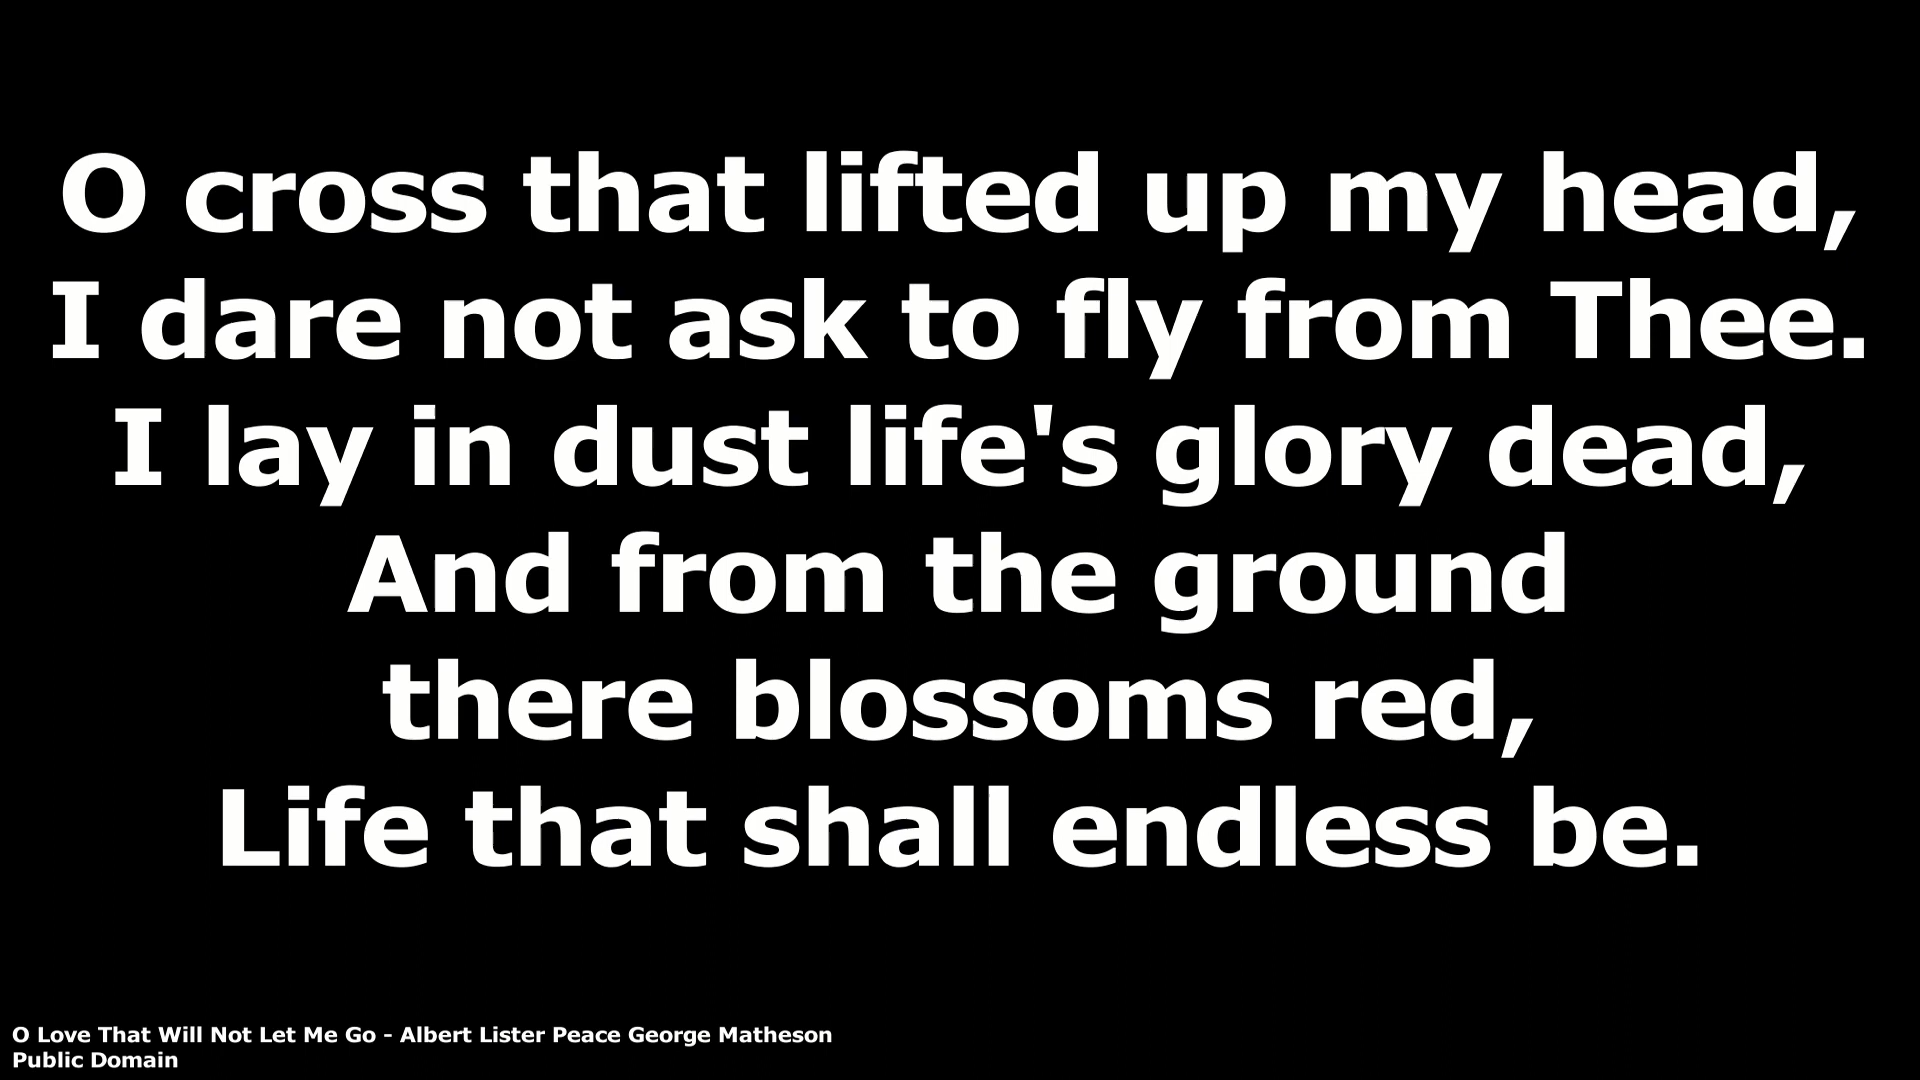 O cross that lifted up my head,
I dare not ask to fly from Thee.
I lay in dust life's glory dead,
And from the ground
there blossoms red,
Life that shall endless be.
O Love That Will Not Let Me Go - Albert Lister Peace George Matheson
Public Domain